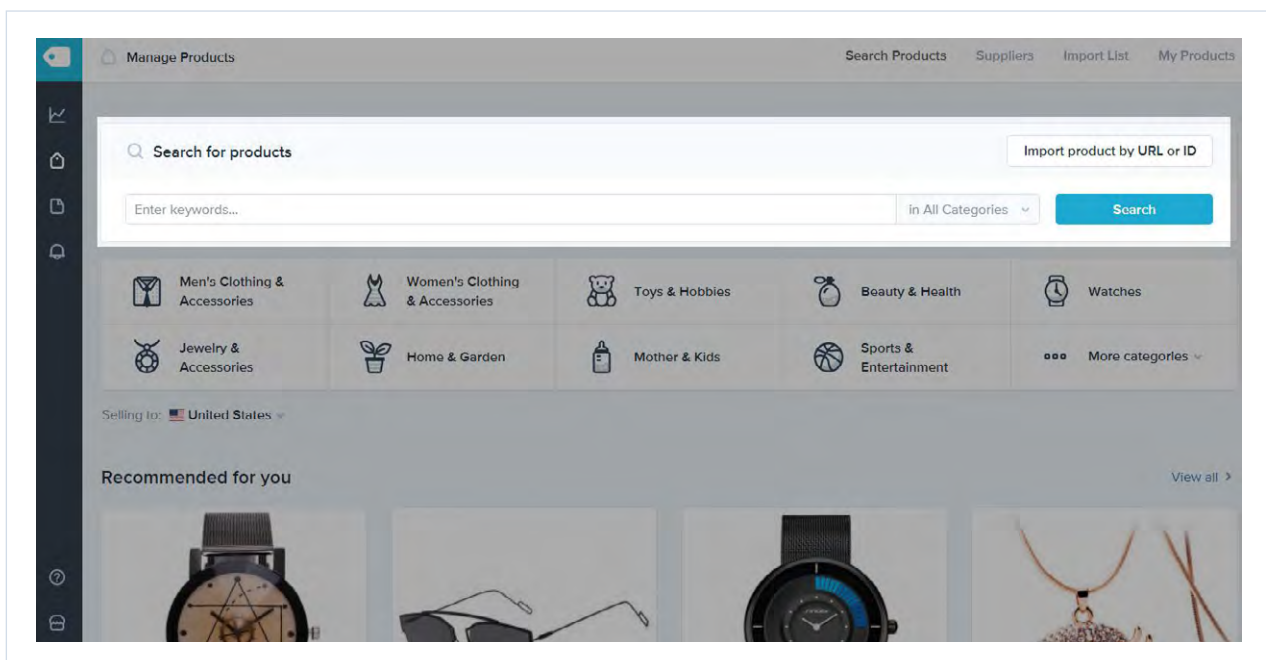 Manage Products
Search Products
Suppliers
Import List
My Products
Search for products
Import product by URL or ID
Enter keywords...
in All Categories
Search
Men's Clothing &
Accessories
Women's Clothing
& Accessories
Toys & Hobbies
Beauty & Health
Watches
Jewelry &
Accessories
Home & Garden
Mother & Kids
Sports &
Entertainment
More categories
Selling to: United States
Recommended for you
View all